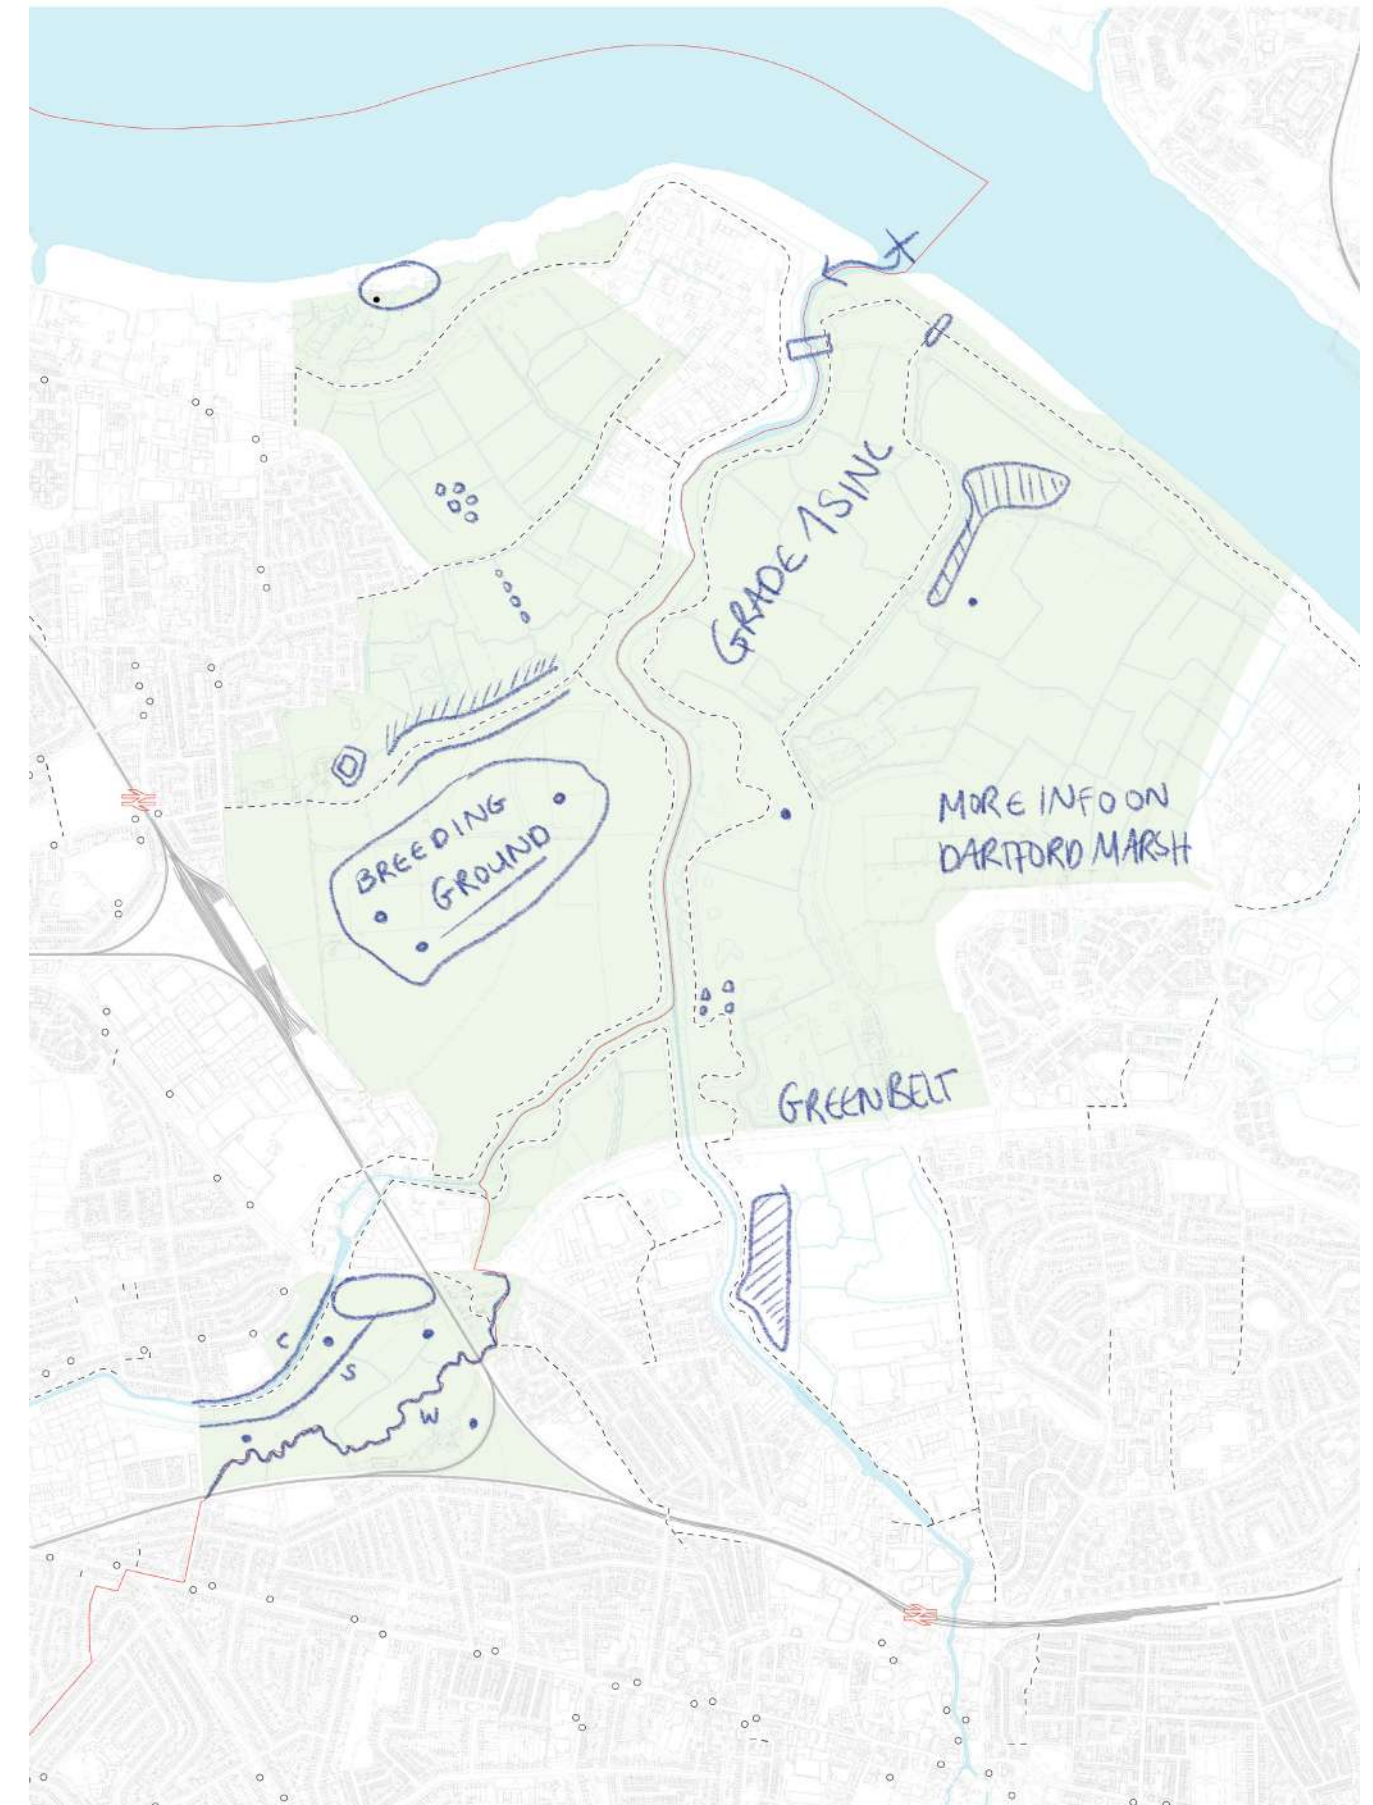 GRADE 1 SINC
MORE INFO ON
DARTFORD MARSH
BREEDING
GROUND
GREENBELT
C
S
W